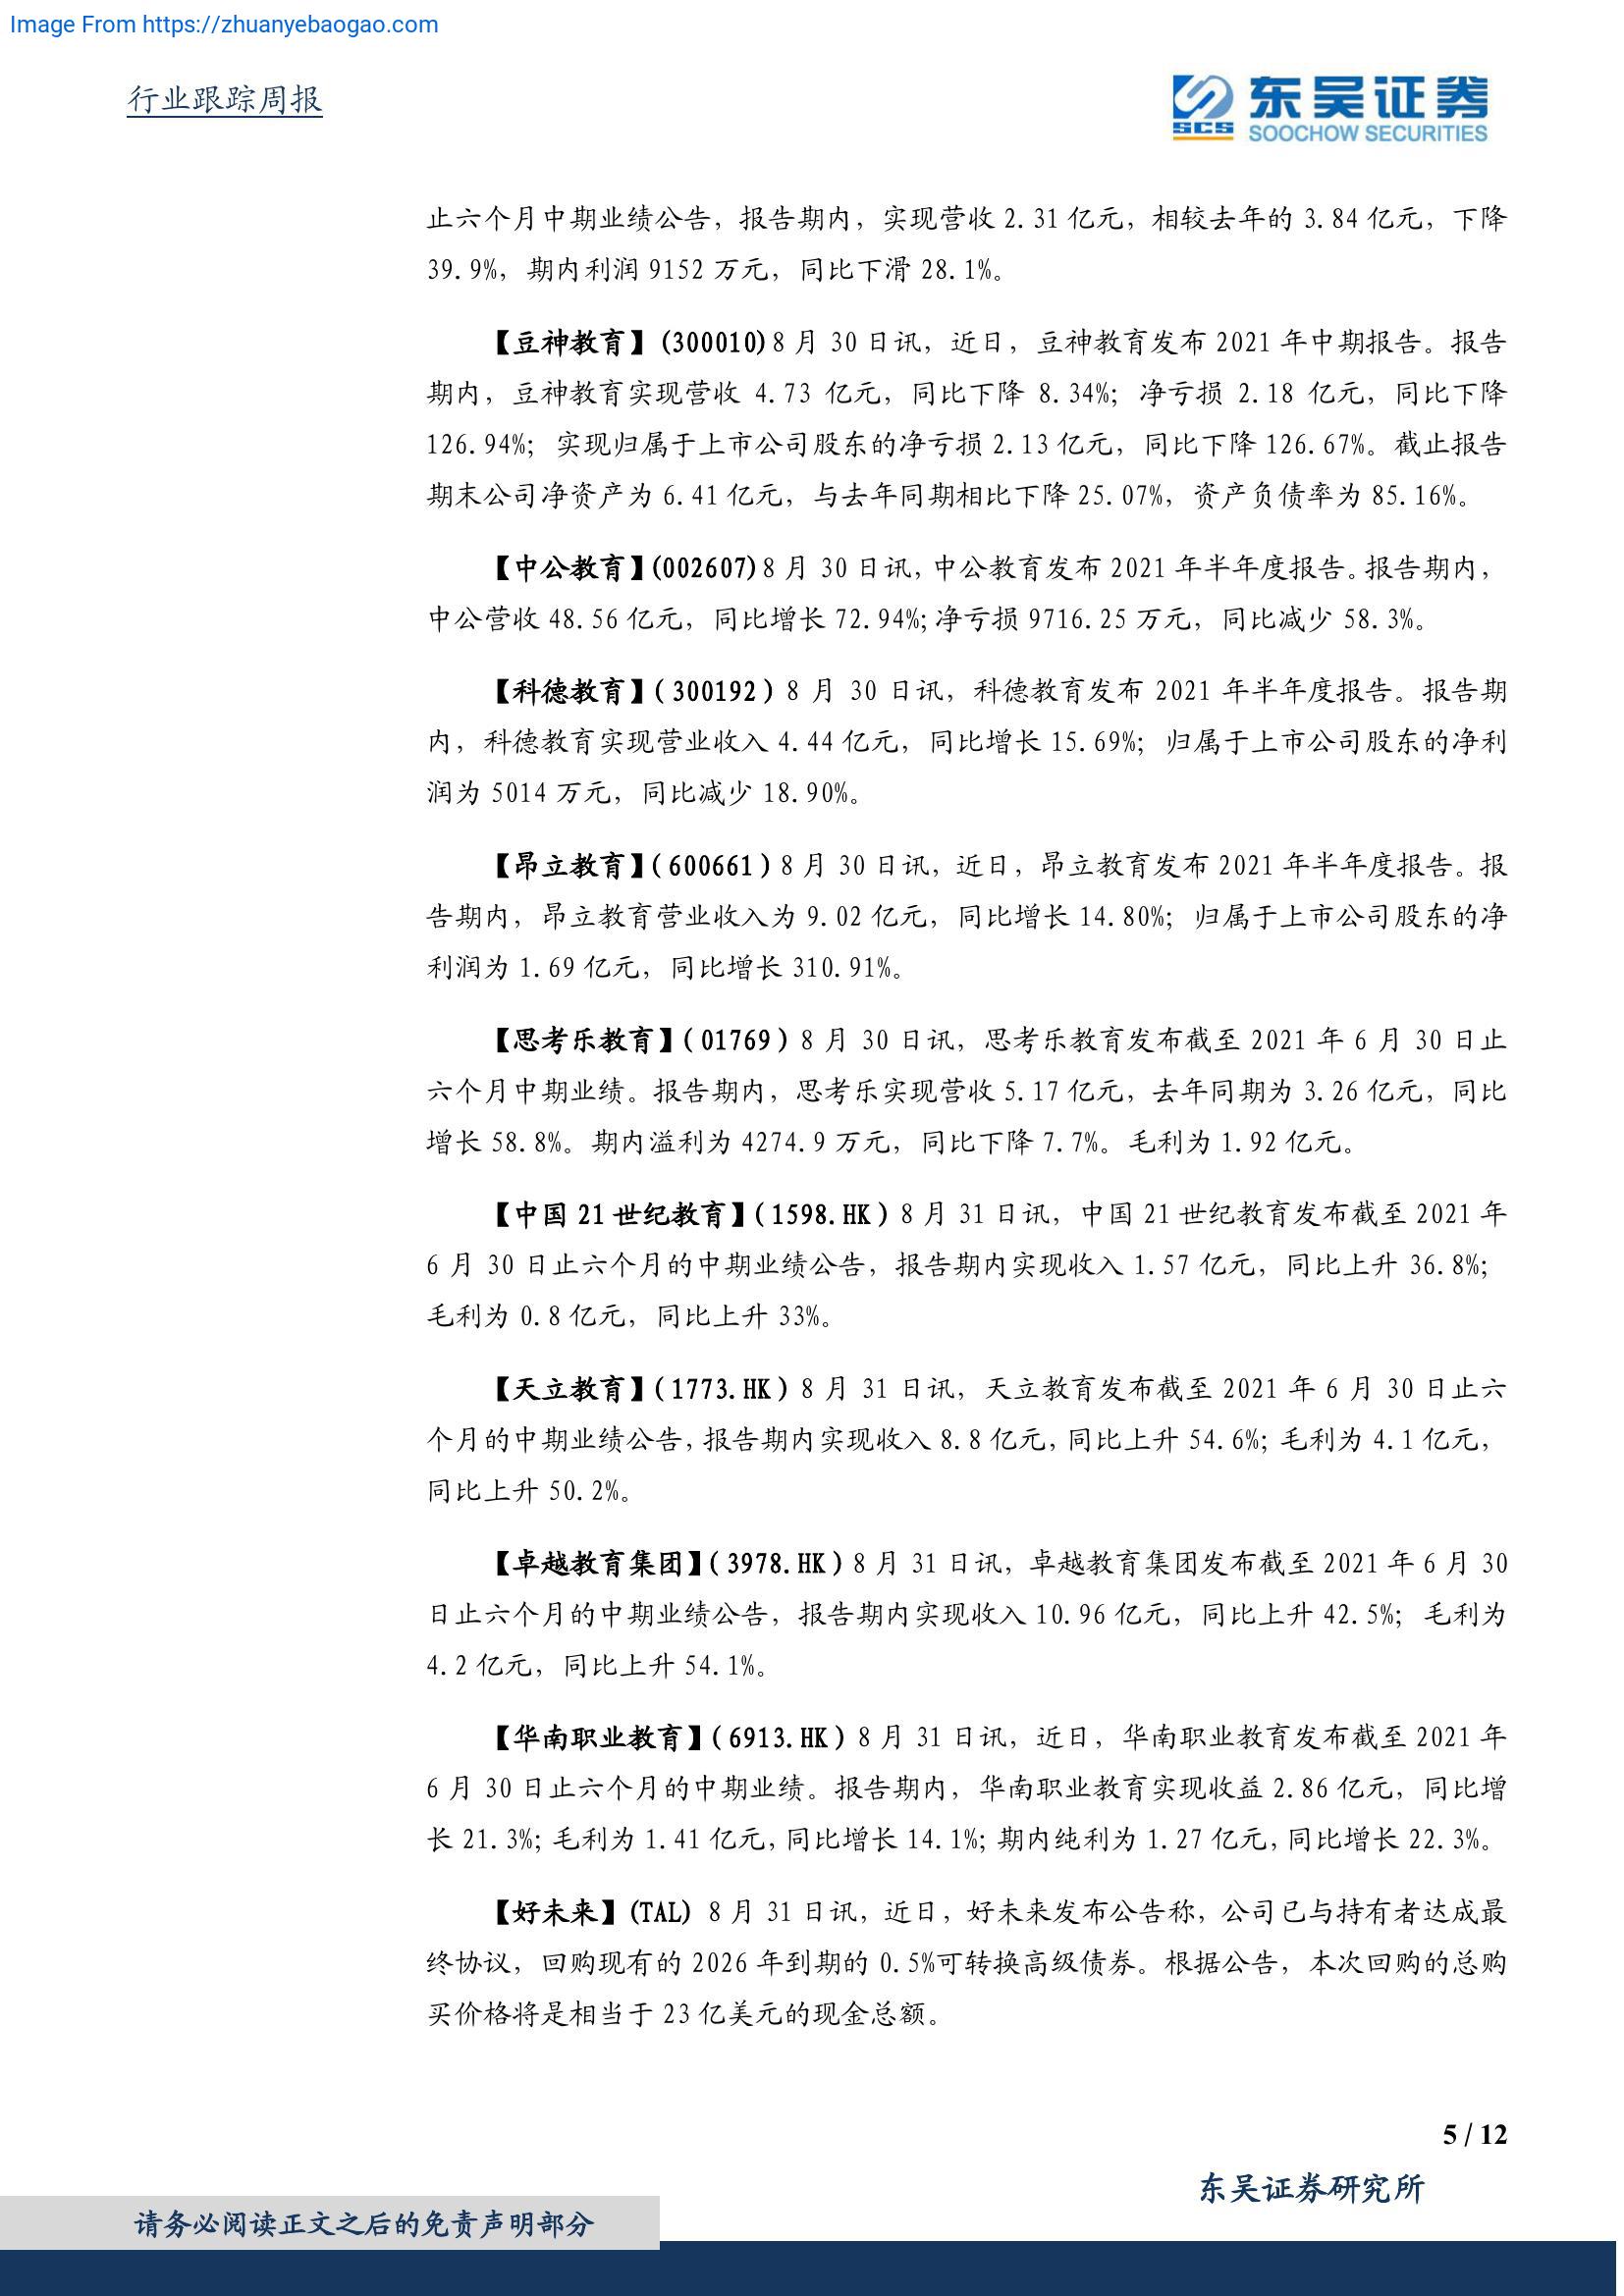 Image From https://zhuanyebaogao.com
行业跟踪周报
SCS
东吴证券
SOOCHOW SECURITIES
止六个月中期业绩公告，报告期内，实现营收 2.31 亿元，相较去年的 3.84 亿元，下降
39.9%，期内利润 9152 万元，同比下滑 28.1%。
【豆神教育】(300010)8 月 30 日讯，近日，豆神教育发布 2021 年中期报告。报告
期内，豆神教育实现营收 4.73 亿元，同比下降 8.34%；净亏损 2.18 亿元，同比下降
126.94%；实现归属于上市公司股东的净亏损 2.13 亿元，同比下降 126.67%。截止报告
期末公司净资产为 6.41 亿元，与去年同期相比下降 25.07%，资产负债率为 85.16%。
【中公教育】(002607)8 月 30 日讯，中公教育发布 2021 年半年度报告。报告期内，
中公营收 48.56 亿元，同比增长 72.94%;净亏损 9716.25 万元，同比减少 58.3%。
【科德教育】（300192）8 月 30 日讯，科德教育发布 2021 年半年度报告。报告期
内，科德教育实现营业收入 4.44 亿元，同比增长 15.69%；归属于上市公司股东的净利
润为 5014 万元，同比减少 18.90%。
【昂立教育】（600661）8 月 30 日讯，近日，昂立教育发布 2021 年半年度报告。报
告期内，昂立教育营业收入为 9.02 亿元，同比增长 14.80%；归属于上市公司股东的净
利润为 1.69 亿元，同比增长 310.91%。
【思考乐教育】（01769）8 月 30 日讯，思考乐教育发布截至 2021 年 6 月 30 日止
六个月中期业绩。报告期内，思考乐实现营收 5.17 亿元，去年同期为 3.26 亿元，同比
增长 58.8%。期内溢利为 4274.9 万元，同比下降 7.7%。毛利为 1.92 亿元。
【中国 21 世纪教育】（1598.HK）8 月 31 日讯，中国 21 世纪教育发布截至 2021 年
6 月 30 日止六个月的中期业绩公告，报告期内实现收入 1.57 亿元，同比上升 36.8%；
毛利为 0.8 亿元，同比上升 33%。
【天立教育】（1773.HK）8 月 31 日讯，天立教育发布截至 2021 年 6 月 30 日止六
个月的中期业绩公告，报告期内实现收入 8.8 亿元，同比上升 54.6%；毛利为 4.1 亿元，
同比上升 50.2%。
【卓越教育集团】（3978.HK）8 月 31 日讯，卓越教育集团发布截至 2021 年 6 月 30
日止六个月的中期业绩公告，报告期内实现收入 10.96 亿元，同比上升 42.5%；毛利为
4.2 亿元，同比上升 54.1%。
【华南职业教育】（6913.HK）8 月 31 日讯，近日，华南职业教育发布截至 2021 年
6 月 30 日止六个月的中期业绩。报告期内，华南职业教育实现收益 2.86 亿元，同比增
长 21.3%；毛利为 1.41 亿元，同比增长 14.1%；期内纯利为 1.27 亿元，同比增长 22.3%。
【好未来】(TAL) 8 月 31 日讯，近日，好未来发布公告称，公司已与持有者达成最
终协议，回购现有的 2026 年到期的 0.5%可转换高级债券。根据公告，本次回购的总购
买价格将是相当于 23 亿美元的现金总额。
5 / 12
东吴证券研究所
请务必阅读正文之后的免责声明部分